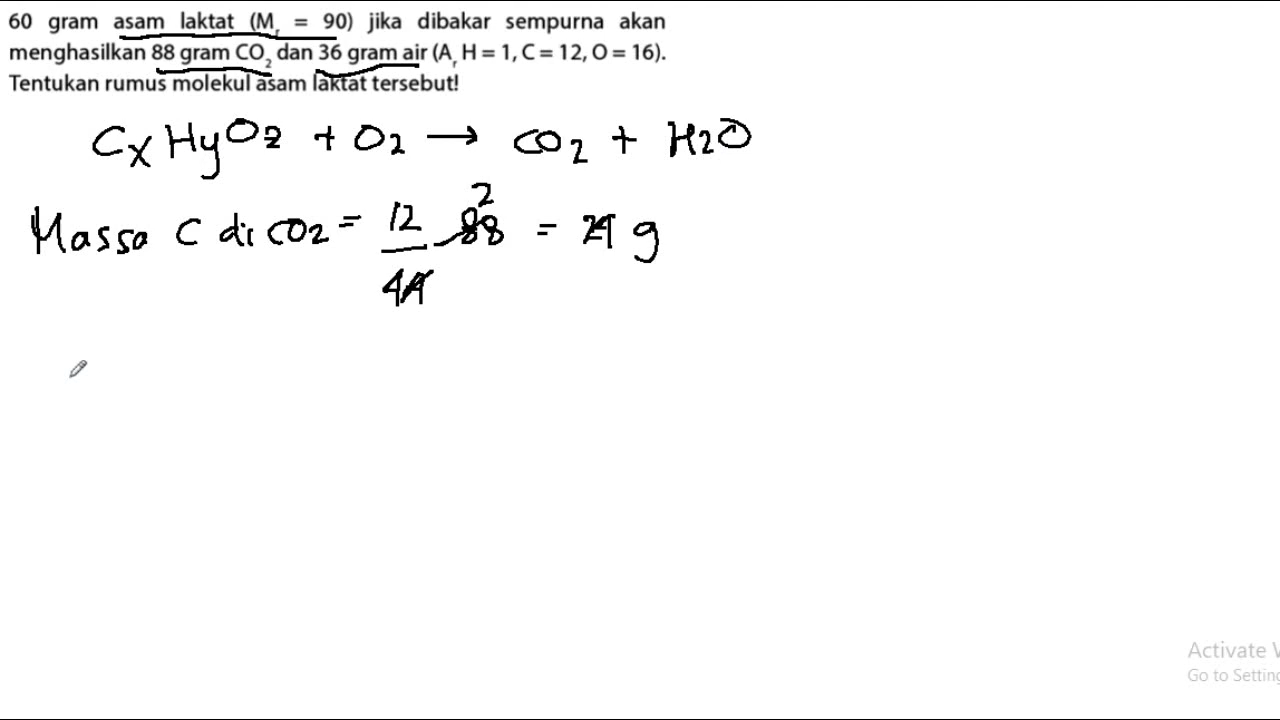 60 gram asam laktat (Mr = 90) jika dibakar sempurna akan
menghasilkan 88 gram CO2 dan 36 gram air (Ar H = 1, C = 12, O = 16).
Tentukan rumus molekul asam laktat tersebut!
CxHyOz + O2 → CO2 + H2O
Massa C di CO2 = 12/44 . 88 2 = g
Activate
Go to Setting